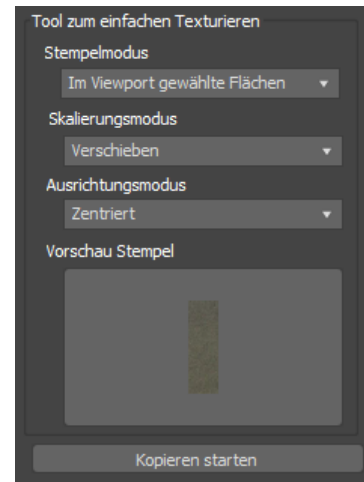 Tool zum einfachen Texturieren
Stempelmodus
Im Viewport gewählte Flächen
Skalierungsmodus
Verschieben
Ausrichtungsmodus
Zentriert
Vorschau Stempel
Kopieren starten